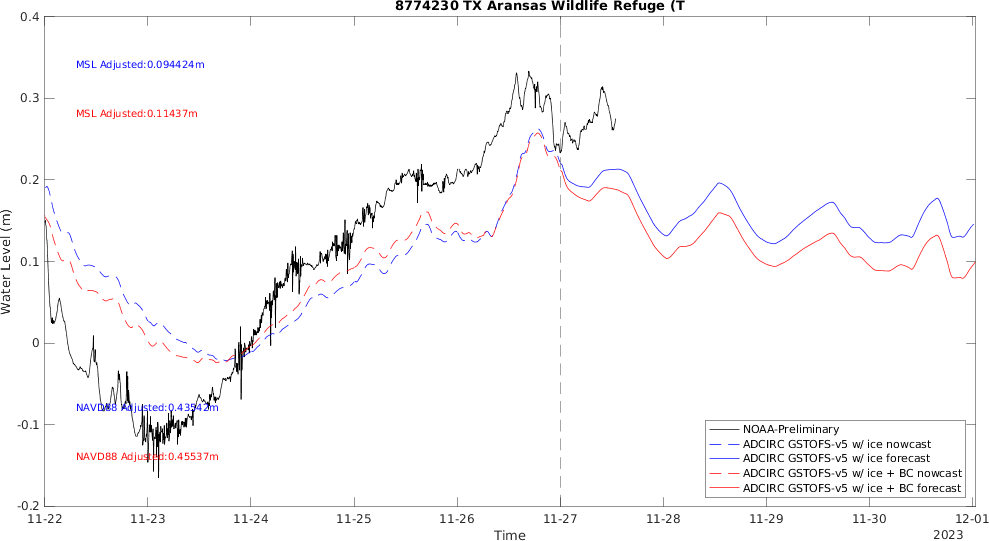 8774230 TX Aransas Wildlife Refuge (T
0.4
0.3
0.2
0.1
0
-0.1
-0.2
Water Level (m)
MSL Adjusted:0.094424m
MSL Adjusted:0.11437m
NAVD88 Adjusted:0.43542m
NAVD88 Adjusted:0.45537m
NOAA-Preliminary
ADCIRC GSTOFS-v5 w/ ice nowcast
ADCIRC GSTOFS-v5 w/ ice forecast
ADCIRC GSTOFS-v5 w/ ice + BC nowcast
ADCIRC GSTOFS-v5 w/ ice + BC forecast
11-22 11-23 11-24 11-25 11-26 11-27 11-28 11-29 11-30 12-01
Time
2023